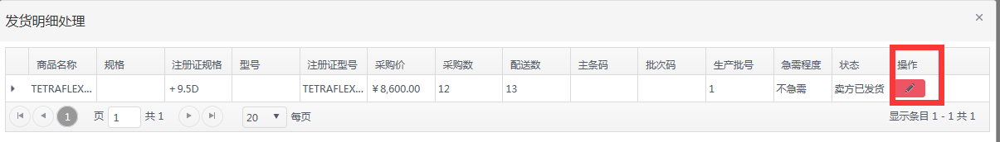 发货明细处理
×
商品名称 规格 注册证规格 型号 注册证型号 采购价 采购数 配送数 主条码 批次码 生产批号 急需程度 状态 操作
TETRAFLEX... + 9.5D TETRAFLEX... ¥ 8,600.00 12 13 1 不急需 卖方已发货
1 页 1 共 1 20 每页 显示条目 1 - 1 共 1